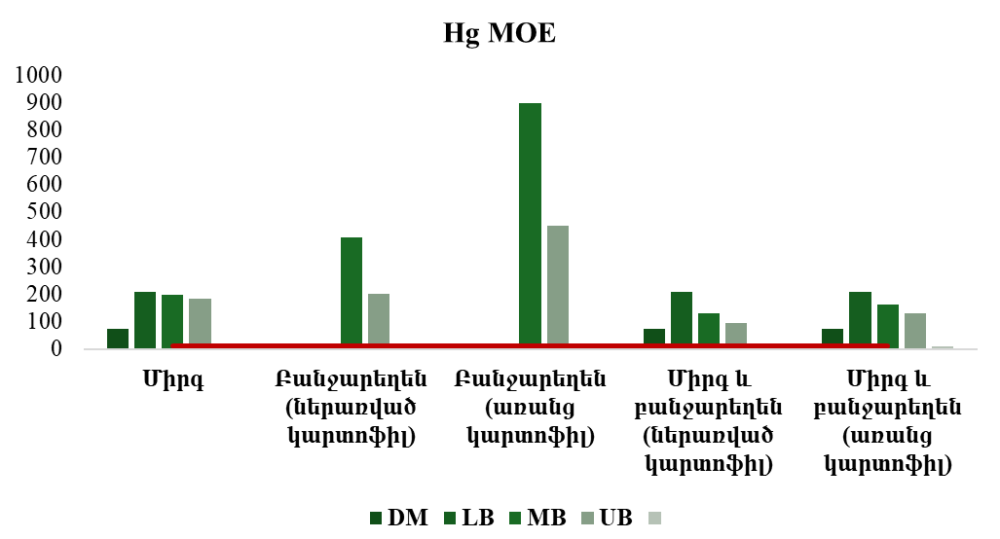 Hg MOE
1000
900
800
700
600
500
400
300
200
100
0
Միրգ
Բանջարեղեն
(ներառված
կարտոֆիլ)
Բանջարեղեն
(առանց
կարտոֆիլ)
Միրգ և
բանջարեղեն
(ներառված
կարտոֆիլ)
Միրգ և
բանջարեղեն
(առանց
կարտոֆիլ)
DM LB MB UB